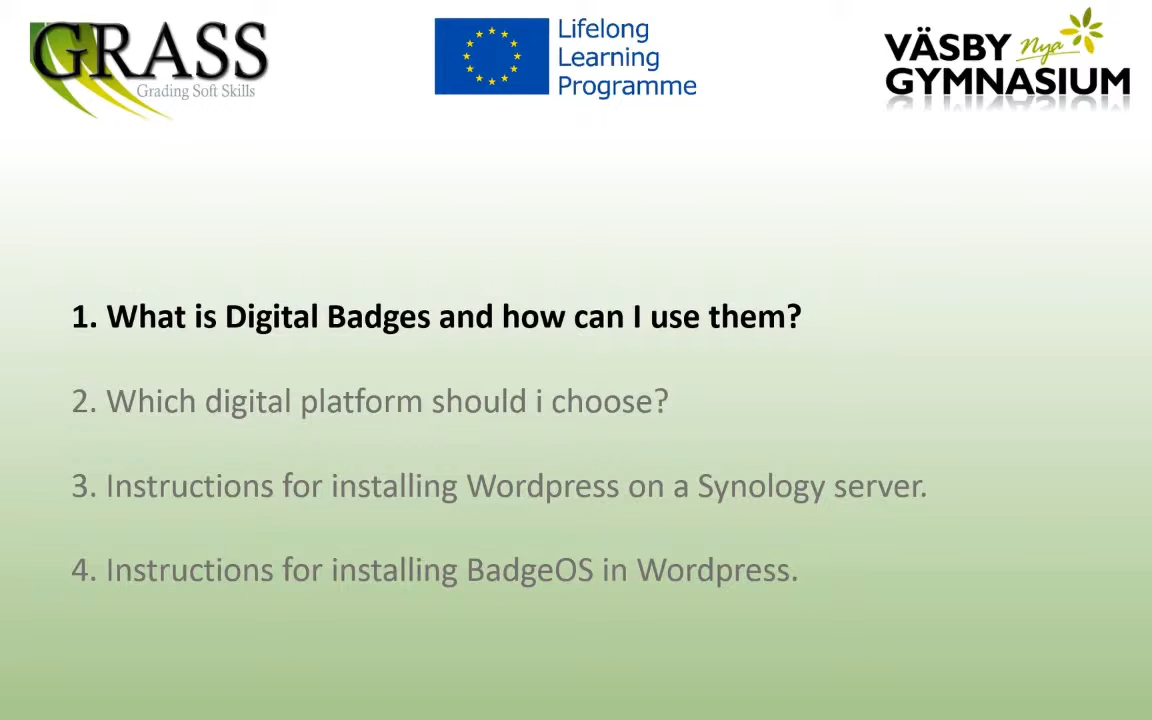 GRASS
Grading Soft Skills
Lifelong
Learning
Programme
VÄSBY Nya
GYMNASIUM
1. What is Digital Badges and how can I use them?
2. Which digital platform should i choose?
3. Instructions for installing Wordpress on a Synology server.
4. Instructions for installing BadgeOS in Wordpress.